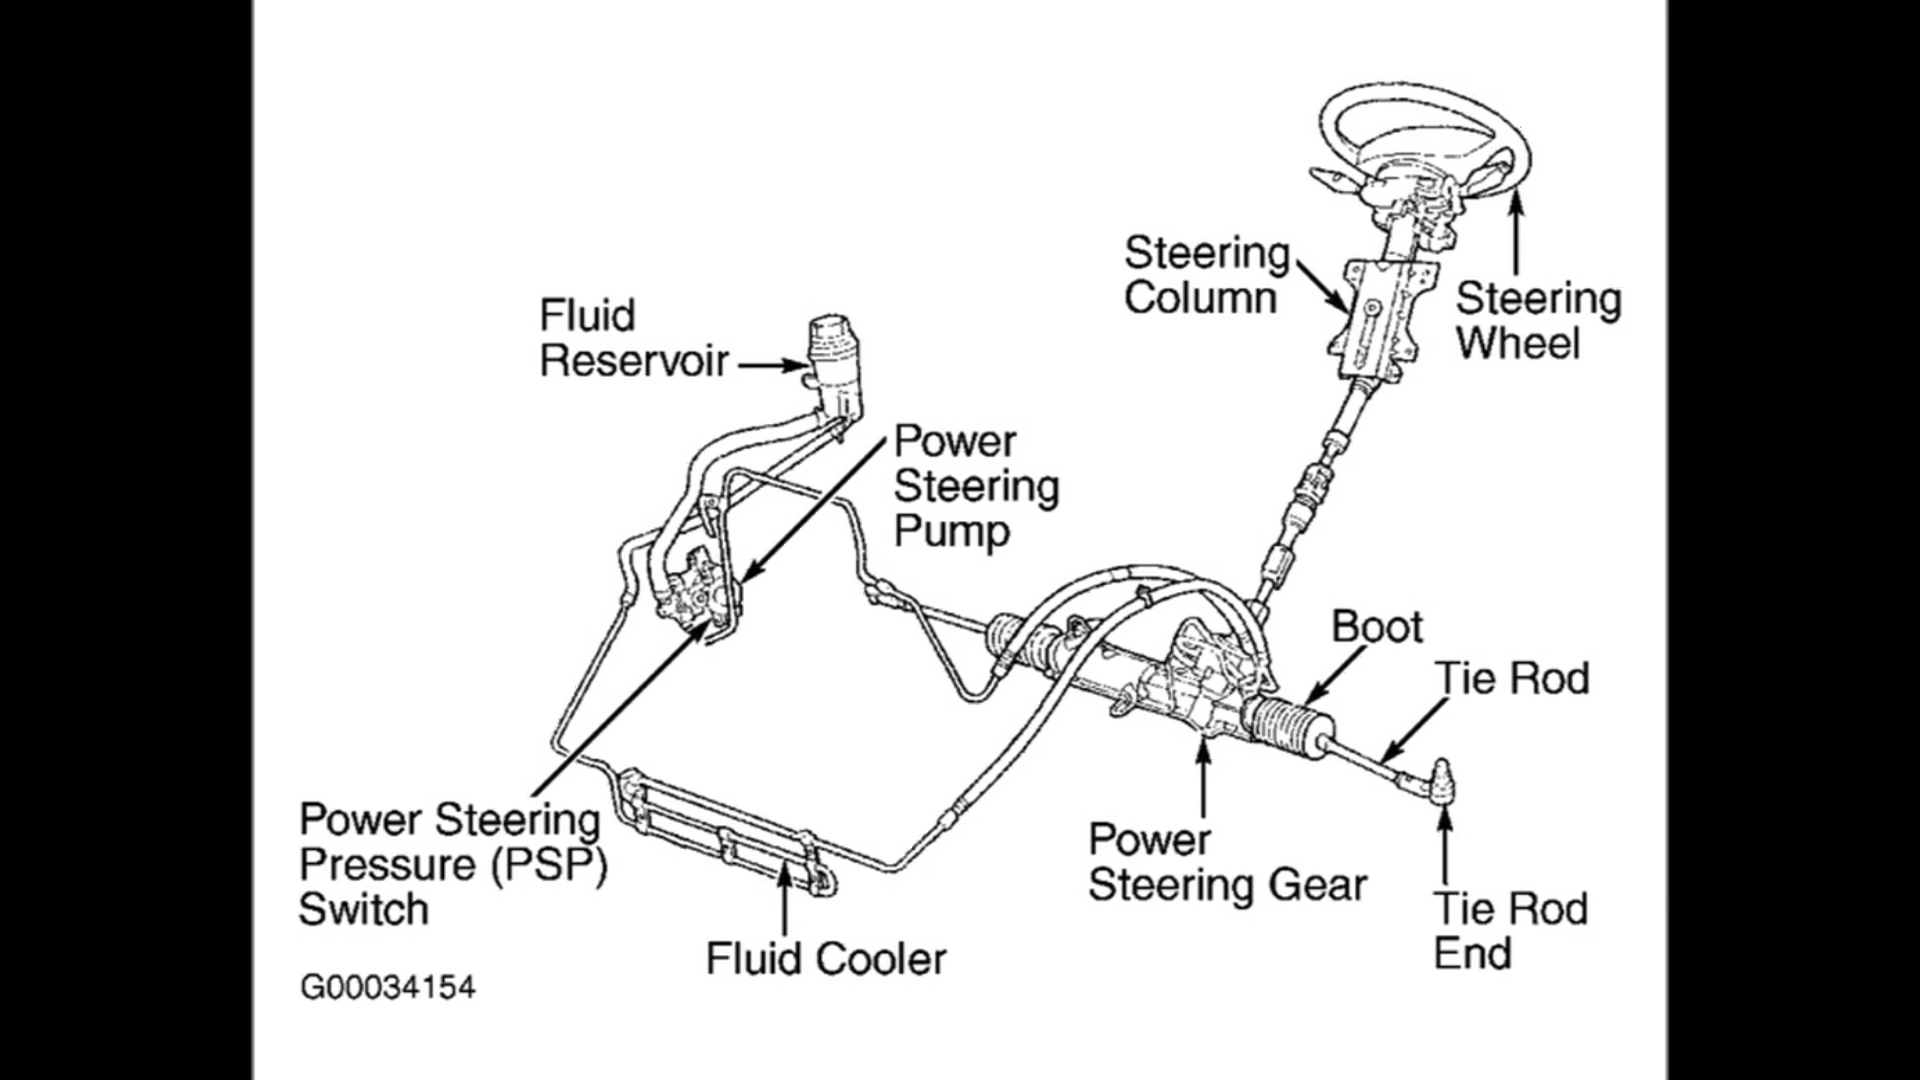 Steering
Column
Steering
Wheel
Fluid
Reservoir
Power
Steering
Pump
Boot
Tie Rod
Power Steering
Pressure (PSP)
Switch
Power
Steering Gear
Tie Rod
End
Fluid Cooler
G00034154